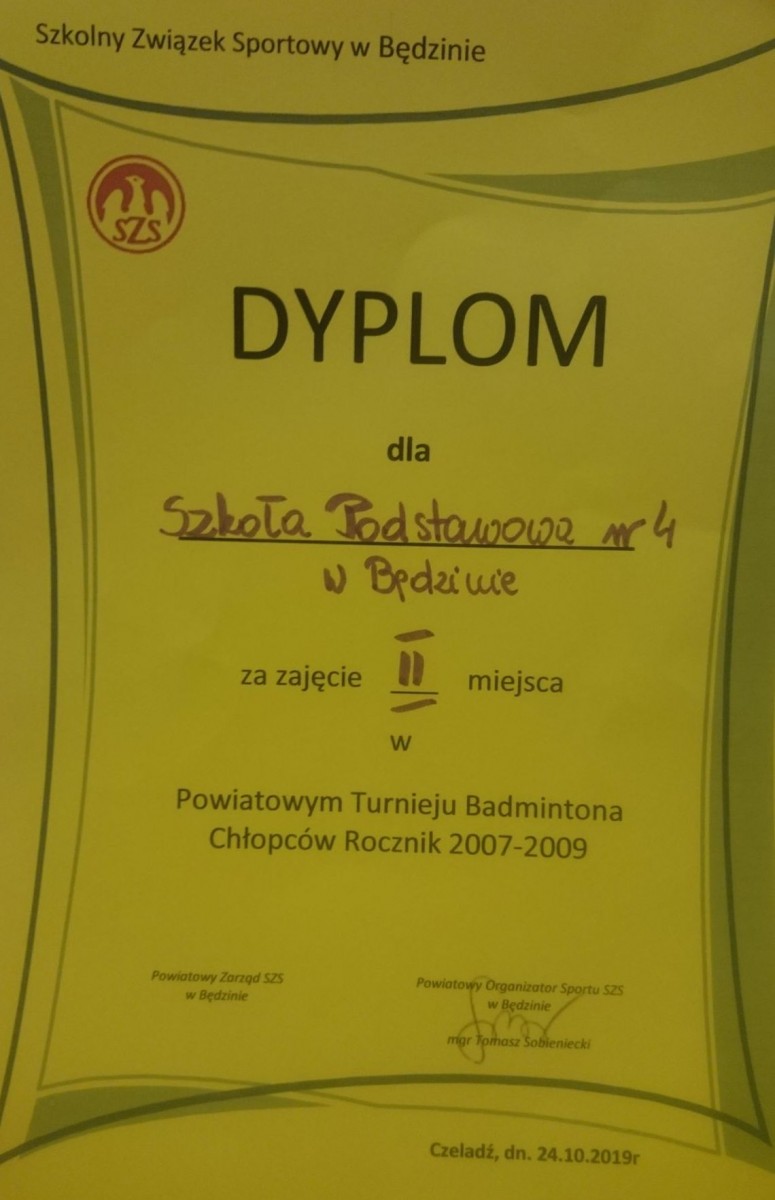 Szkolny Związek Sportowy w Będzinie
SZS
DYPLOM
dla
Szkoła Podstawowa nr 4
w Będzinie
za zajęcie II miejsca
w
Powiatowym Turnieju Badmintona
Chłopców Rocznik 2007-2009
Powiatowy Zarząd SZS
w Będzinie
Powiatowy Organizator Sportu SZS
w Będzinie
mgr Tomasz Sobieniecki
Czeladź, dn. 24.10.2019r